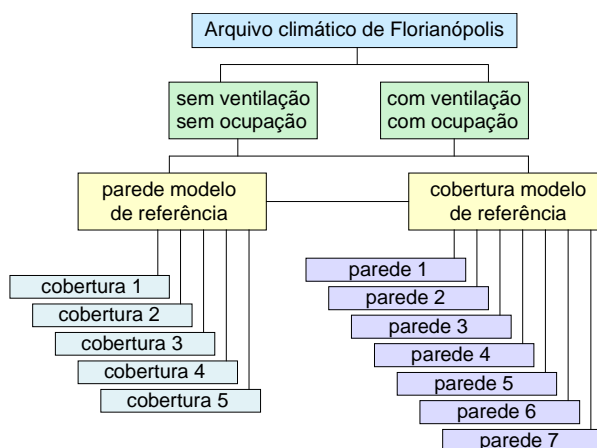 Arquivo climático de Florianópolis
sem ventilação
sem ocupação
com ventilação
com ocupação
parede modelo
de referência
cobertura modelo
de referência
cobertura 1
cobertura 2
cobertura 3
cobertura 4
cobertura 5
parede 1
parede 2
parede 3
parede 4
parede 5
parede 6
parede 7